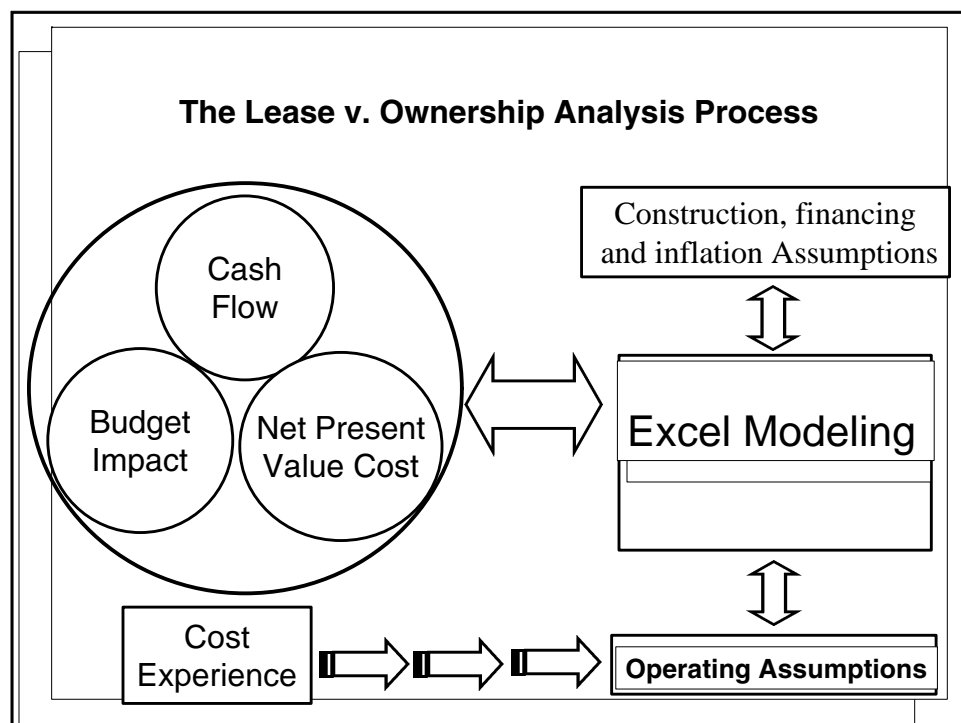 The Lease v. Ownership Analysis Process
Cash
Flow
Budget
Impact
Net Present
Value Cost
Construction, financing
and inflation Assumptions
Excel Modeling
Cost
Experience
Operating Assumptions